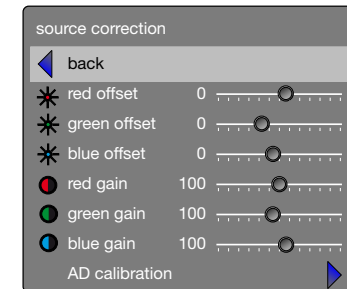 source correction
back
red offset 0
green offset 0
blue offset 0
red gain 100
green gain 100
blue gain 100
AD calibration